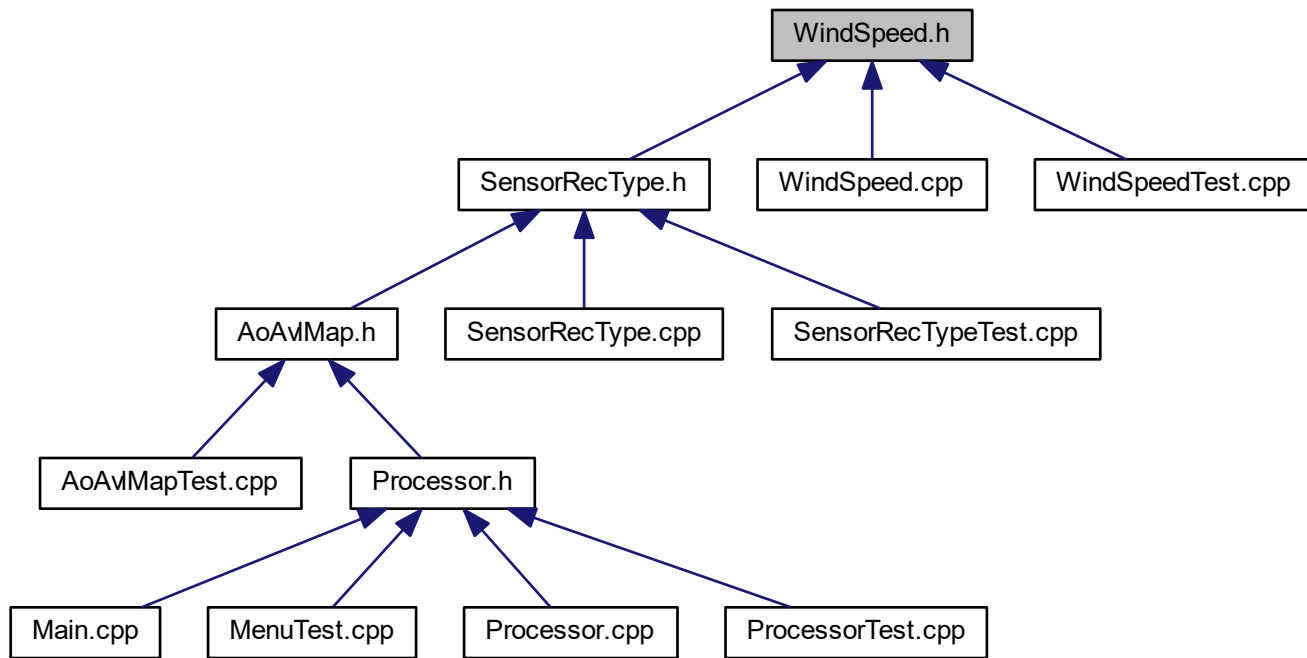 WindSpeed.h
SensorRecType.h
WindSpeed.cpp
WindSpeedTest.cpp
AoAvlMap.h
SensorRecType.cpp
SensorRecTypeTest.cpp
AoAvlMapTest.cpp
Processor.h
Main.cpp
MenuTest.cpp
Processor.cpp
ProcessorTest.cpp